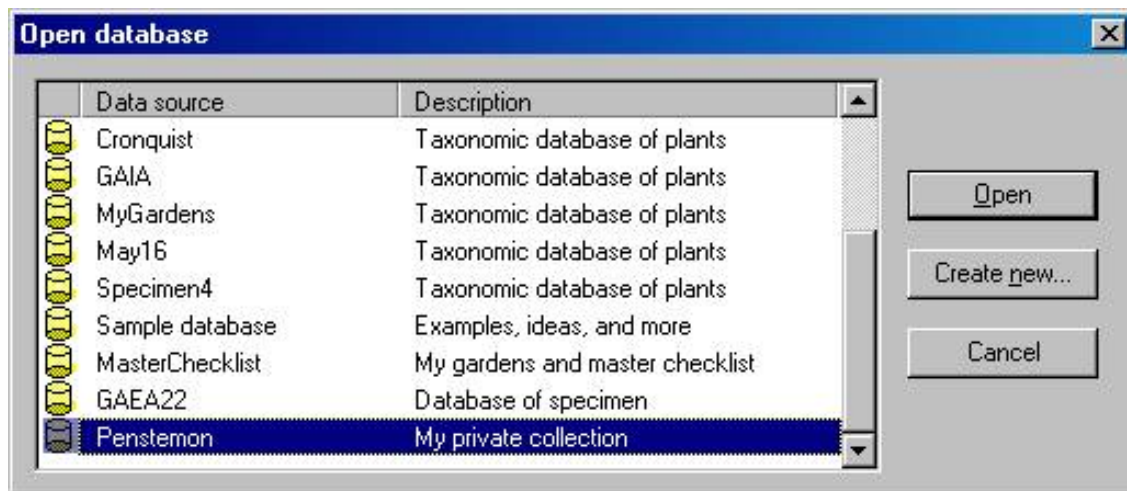 Open database
Data source Description
Cronquist Taxonomic database of plants
GAIA Taxonomic database of plants
MyGardens Taxonomic database of plants
May16 Taxonomic database of plants
Specimen4 Taxonomic database of plants
Sample database Examples, ideas, and more
MasterChecklist My gardens and master checklist
GAEA22 Database of specimen
Penstemon My private collection
Open
Create new...
Cancel